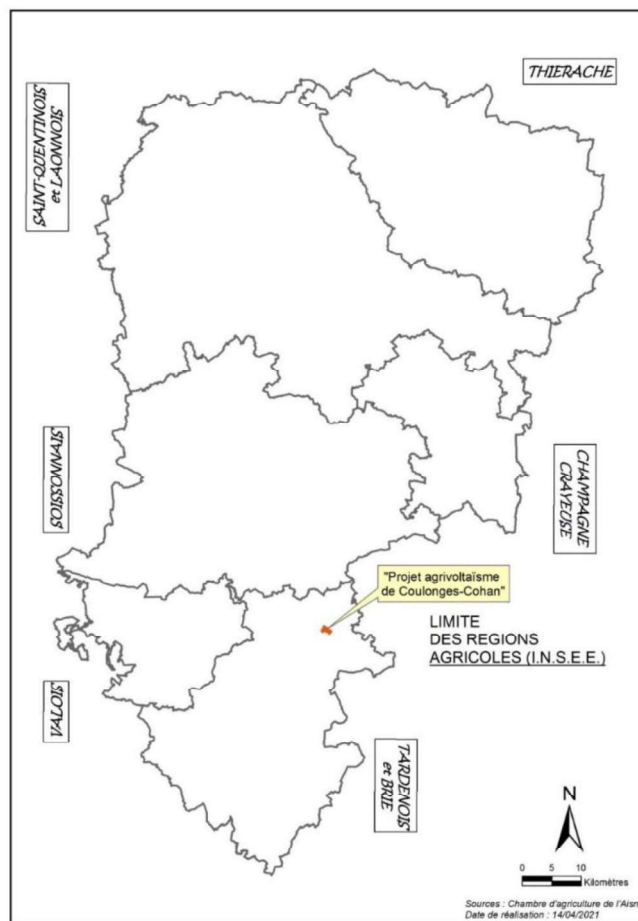 THIERACHE
SAINT-QUENTINOIS
et LAONNOIS
SOISSONNAIS
CHAMPAGNE
CRAYEUSE
"Projet agrivoltaïsme
de Coulonges-Cohan"
LIMITE
DES REGIONS
AGRICOLES (I.N.S.E.E.)
VALOIS
TARDENOIS
et BRIE
N
0 5 10
Kilomètres
Sources : Chambre d'agriculture de l'Aisn
Date de réalisation : 14/04/2021